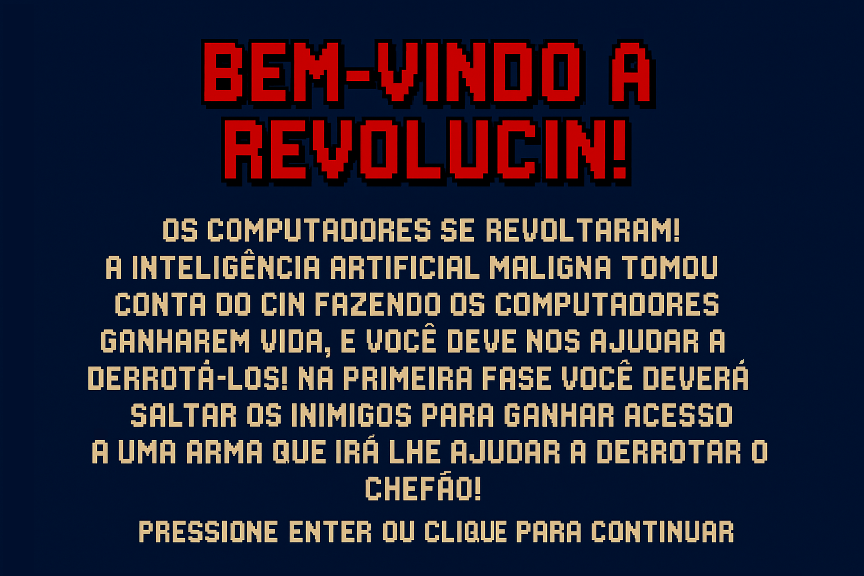 BEM-VINDO A
REVOLUCIN!
OS COMPUTADORES SE REVOLTARAM!
A INTELIGÊNCIA ARTIFICIAL MALIGNA TOMOU
CONTA DO CIN FAZENDO OS COMPUTADORES
GANHAREM VIDA, E VOCÊ DEVE NOS AJUDAR A
DERROTÁ-LOS! NA PRIMEIRA FASE VOCÊ DEVERÁ
SALTAR OS INIMIGOS PARA GANHAR ACESSO
A UMA ARMA QUE IRÁ LHE AJUDAR A DERROTAR O
CHEFÃO!
PRESSIONE ENTER OU CLIQUE PARA CONTINUAR